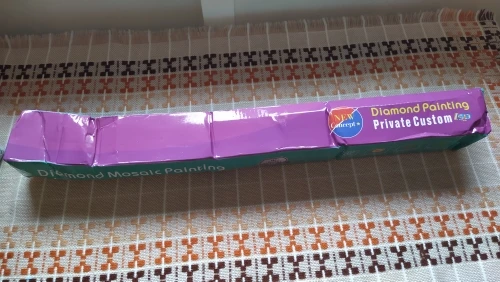 NEW
Concept
Diamond Painting
Private Custom
Diamond Mosaic Painting